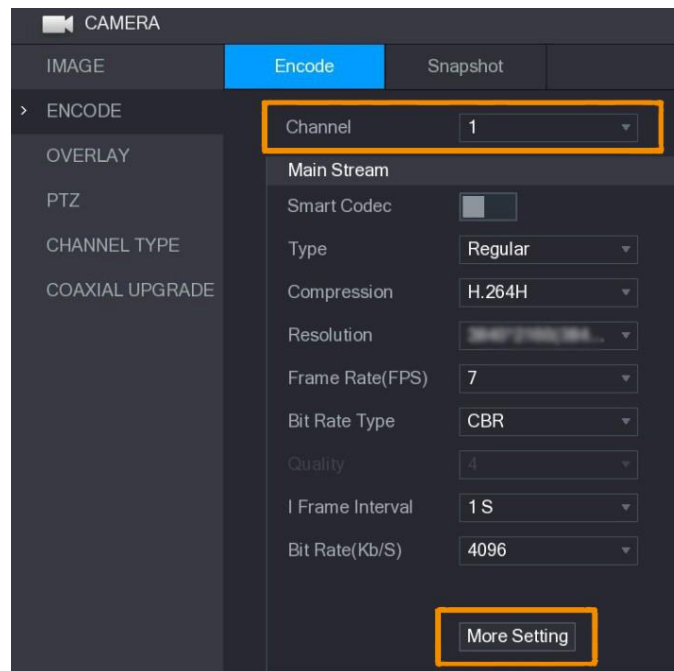 CAMERA
IMAGE
Encode Snapshot
ENCODE
Channel 1
OVERLAY
Main Stream
PTZ
Smart Codec
CHANNEL TYPE
Type Regular
COAXIAL UPGRADE
Compression H.264H
Resolution
Frame Rate(FPS) 7
Bit Rate Type CBR
Quality 4
I Frame Interval 1 S
Bit Rate(Kb/S) 4096
More Setting